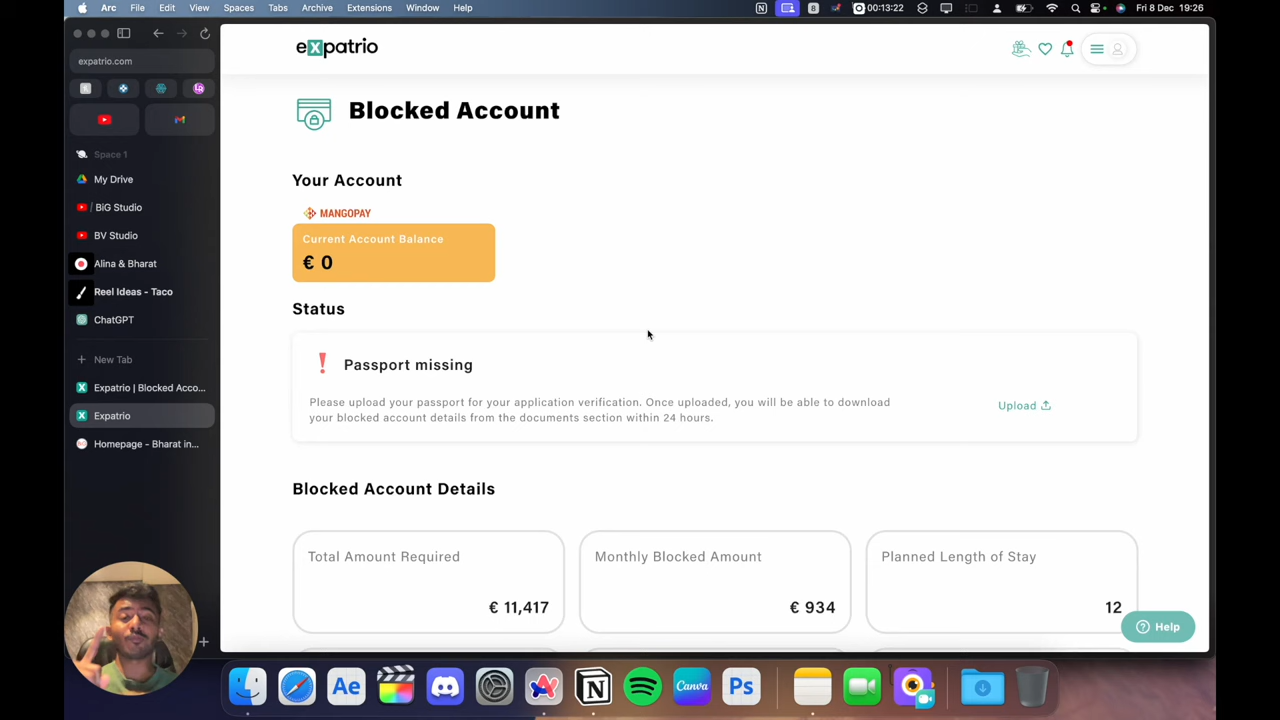 Arc File Edit View Spaces Tabs Archive Extensions Window Help
00:13:22
Fri 8 Dec 19:26
expatrio.com
Space 1
My Drive
/ BiG Studio
BV Studio
Alina & Bharat
Reel Ideas - Taco
ChatGPT
+ New Tab
Expatrio | Blocked Acco...
Expatrio
Homepage - Bharat in...
expatrio
Blocked Account
Your Account
MANGOPAY
Current Account Balance
€ 0
Status
Passport missing
Please upload your passport for your application verification. Once uploaded, you will be able to download
your blocked account details from the documents section within 24 hours.
Upload
Blocked Account Details
Total Amount Required
€ 11,417
Monthly Blocked Amount
€ 934
Planned Length of Stay
12
Help
Ae
Canva
Ps